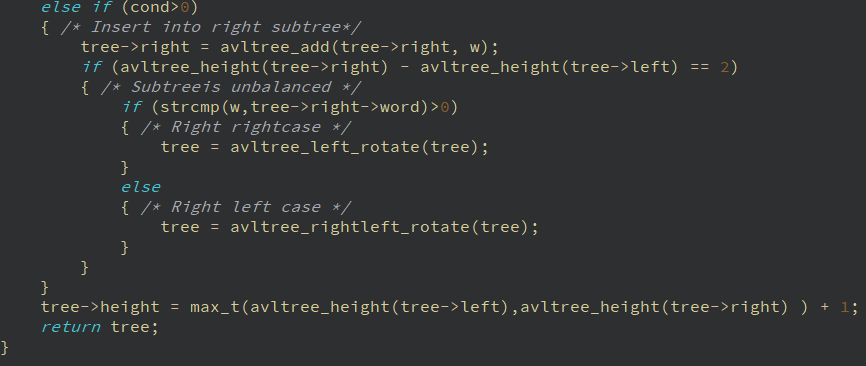 else if (cond>0)
{ /* Insert into right subtree*/
tree->right = avltree_add(tree->right, w);
if (avltree_height(tree->right) - avltree_height(tree->left) == 2)
{ /* Subtreeis unbalanced */
if (strcmp(w,tree->right->word)>0)
{ /* Right rightcase */
tree = avltree_left_rotate(tree);
}
else
{ /* Right left case */
tree = avltree_rightleft_rotate(tree);
}
}
}
tree->height = max_t(avltree_height(tree->left),avltree_height(tree->right) ) + 1;
return tree;
}